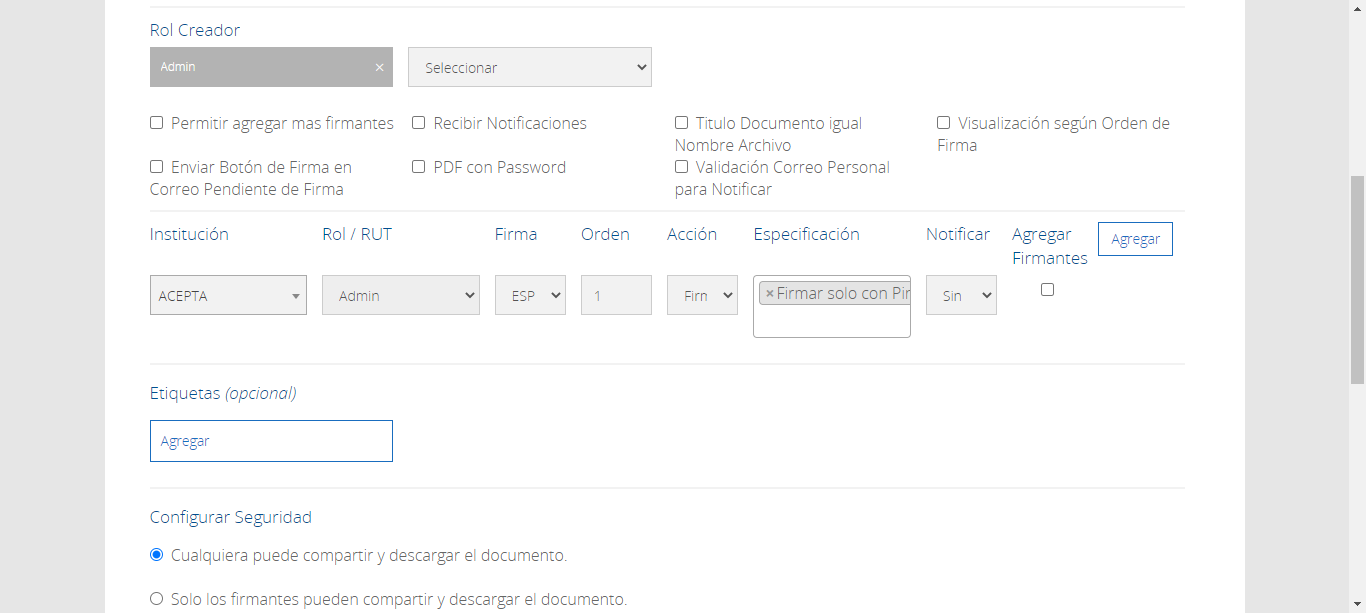 Rol Creador
Admin ×
Seleccionar
Permitir agregar mas firmantes
Recibir Notificaciones
Titulo Documento igual
Nombre Archivo
Visualización según Orden de
Firma
Enviar Botón de Firma en
Correo Pendiente de Firma
PDF con Password
Validación Correo Personal
para Notificar
Institución Rol / RUT Firma Orden Acción Especificación Notificar Agregar
Firmantes
Agregar
ACEPTA Admin ESP 1 Firn ×Firmar solo con Pir Sin
Etiquetas (opcional)
Agregar
Configurar Seguridad
Cualquiera puede compartir y descargar el documento.
Solo los firmantes pueden compartir y descargar el documento.